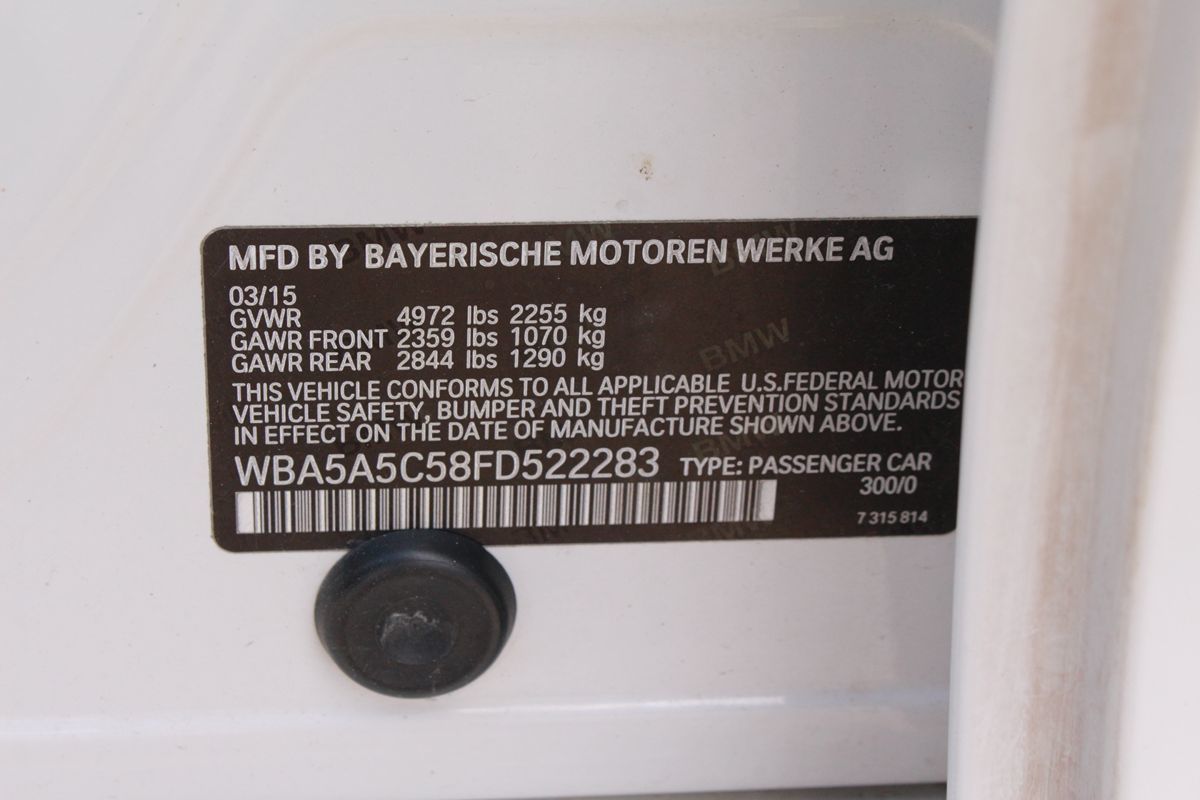 MFD BY BAYERISCHE MOTOREN WERKE AG
03/15
GVWR 4972 lbs 2255 kg
GAWR FRONT 2359 lbs 1070 kg
GAWR REAR 2844 lbs 1290 kg
THIS VEHICLE CONFORMS TO ALL APPLICABLE U.S.FEDERAL MOTOR
VEHICLE SAFETY, BUMPER AND THEFT PREVENTION STANDARDS
IN EFFECT ON THE DATE OF MANUFACTURE SHOWN ABOVE.
WBA5A5C58FD522283 TYPE: PASSENGER CAR
300/0
7 315 814